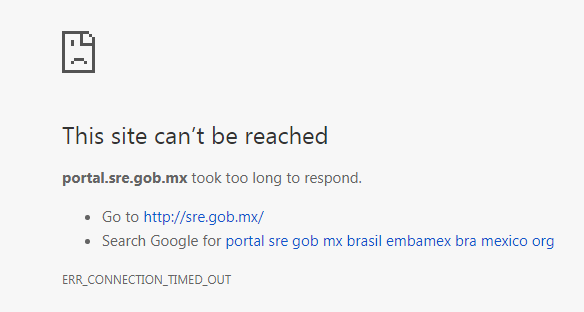 This site can’t be reached
portal.sre.gob.mx took too long to respond.
• Go to http://sre.gob.mx/
• Search Google for portal sre gob mx brasil embamex bra mexico org
ERR_CONNECTION_TIMED_OUT